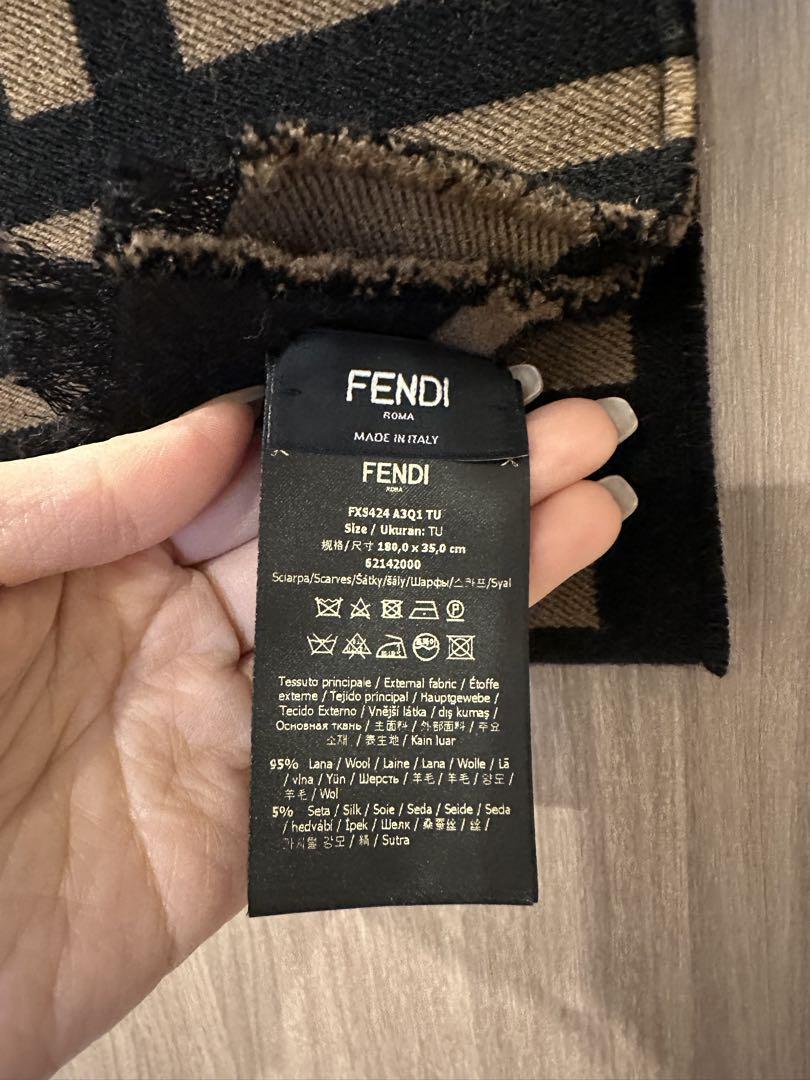 FENDI
ROMA
MADE IN ITALY
FENDI
ROMA
FXS424 A3Q1 TU
Size / Ukuran: TU
规格/尺寸 180,0 x 35,0 cm
62142000
Sciarpa/Scarves/Šátky/šály/Шарфы/스카프/Syal
Tessuto principale / External fabric / Étoffe
externe / Tejido principal / Hauptgewebe /
Tecido Externo / Vnější látka / dış kumaş /
Основная ткань / 主面料 / 外部面料 / 주요
소재 / 表生地 / Kain luar
95% Lana / Wool / Laine / Lana / Wolle / Lã
/ vlna / Yün / Шерсть / 羊毛 / 羊毛 / 양모 /
羊毛 / Wol
5% Seta / Silk / Soie / Seda / Seide / Seda
/ hedvábí / İpek / Шелк / 桑蚕丝 / 丝 /
강모 / 絹 / Sutra